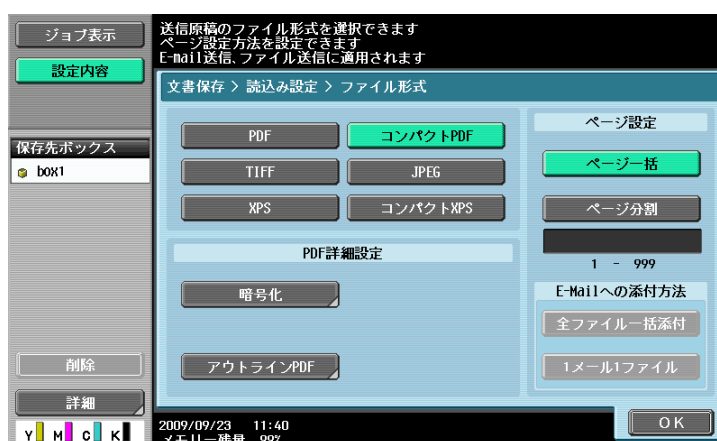 ジョブ表示
設定内容
保存先ボックス
box1
削除
詳細
Y M C K
送信原稿のファイル形式を選択できます
ページ設定方法を設定できます
E-mail送信、ファイル送信に適用されます
文書保存 > 読込み設定 > ファイル形式
PDF
コンパクトPDF
TIFF
JPEG
XPS
コンパクトXPS
PDF詳細設定
暗号化
アウトラインPDF
ページ設定
ページ一括
ページ分割
1 - 999
E-Mailへの添付方法
全ファイル一括添付
1メール1ファイル
2009/09/23 11:40
メモリー残量 99%
OK